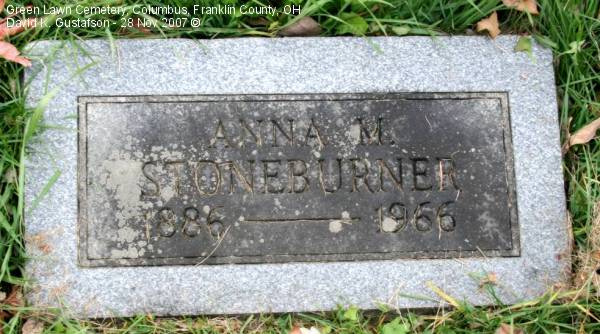 Green Lawn Cemetery, Columbus, Franklin County, OH
David K. Gustafson - 28 Nov 2007 ©
ANNA M.
STONEBURNER
1886 — 1966